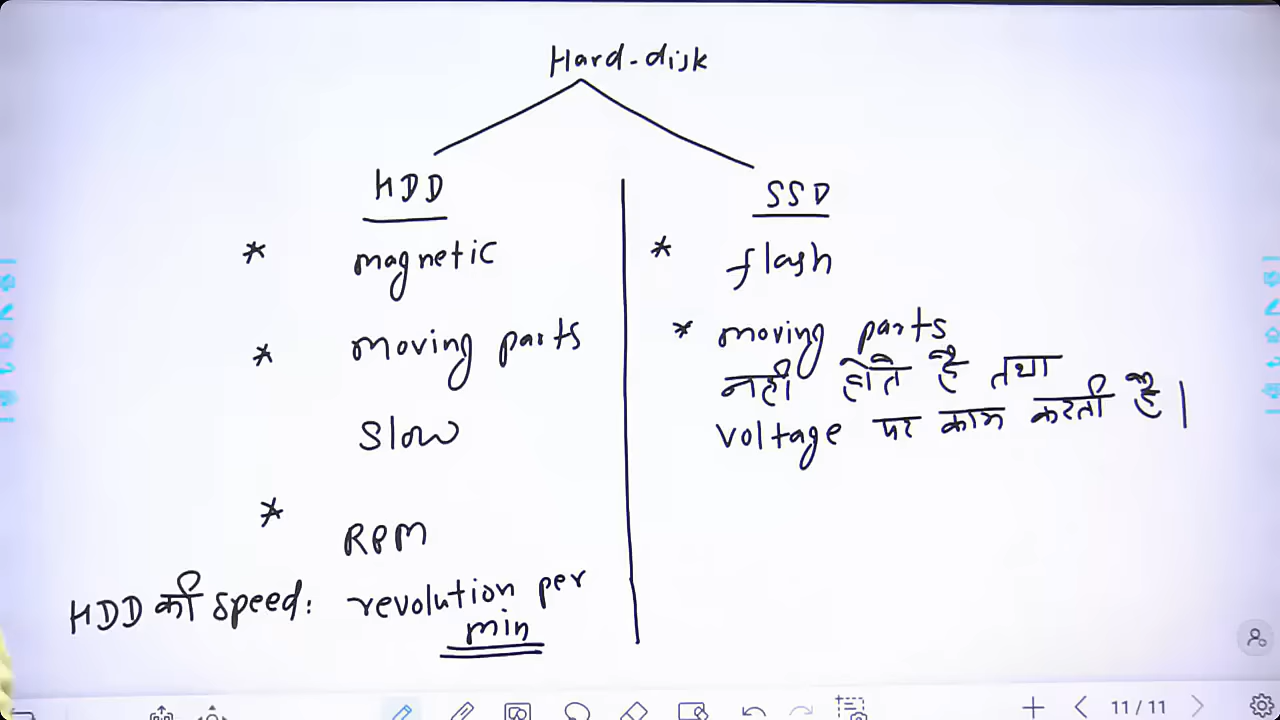 Hard-disk
HDD
* magnetic
* moving parts
slow
* RPM
HDD की speed: revolution per
min
SSD
* flash
* moving parts
नहीं होते है तथा
voltage पर काम करती है।
11/11